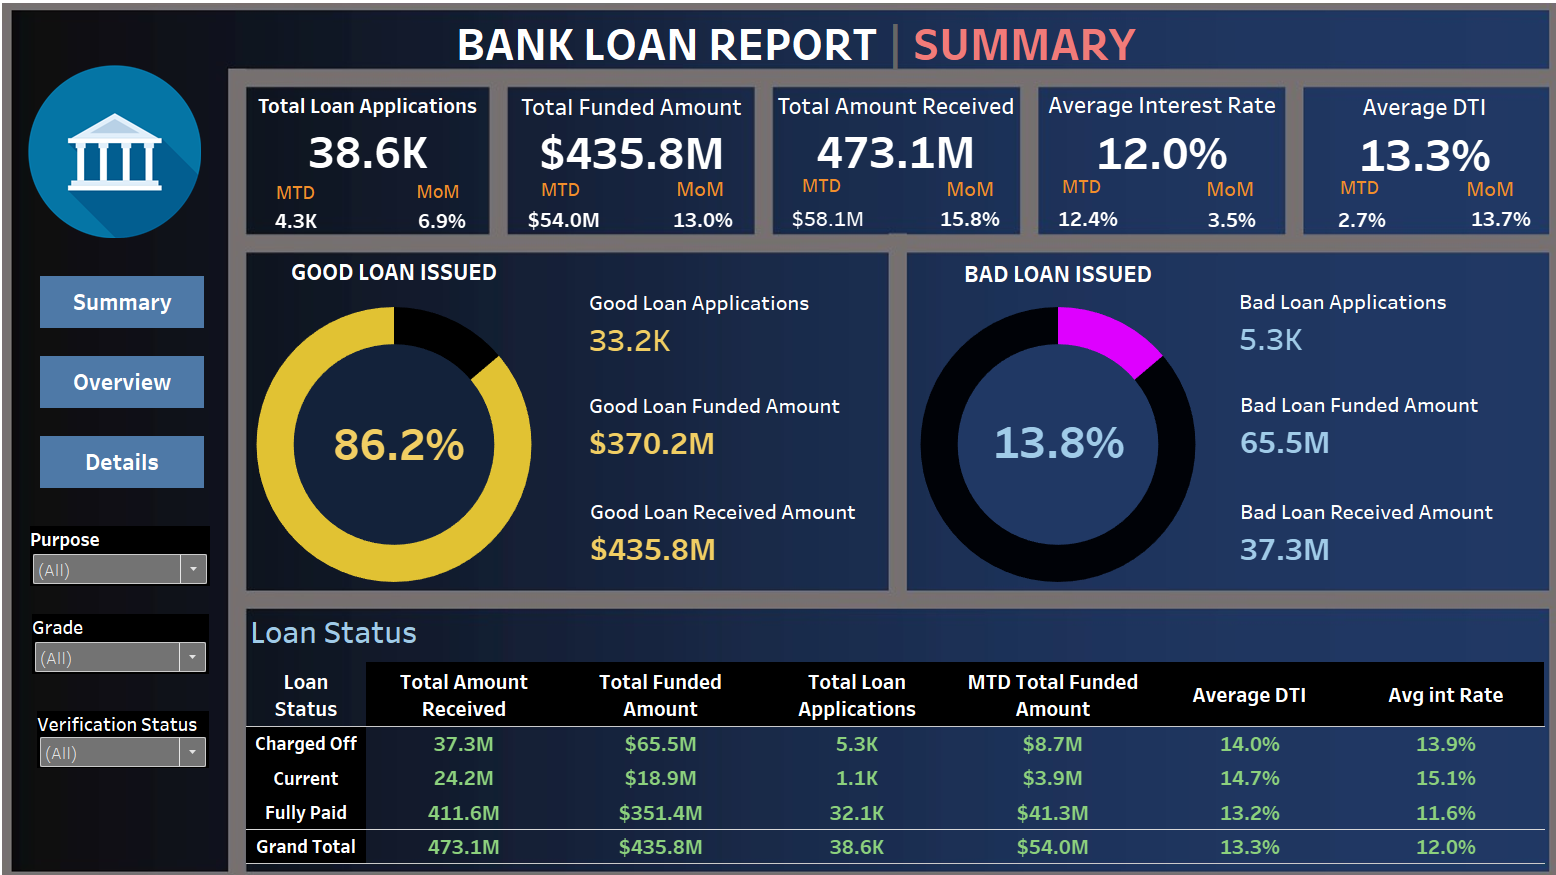 BANK LOAN REPORT | SUMMARY
Total Loan Applications
38.6K
MTD MoM
4.3K 6.9%
Total Funded Amount
$435.8M
MTD MoM
$54.0M 13.0%
Total Amount Received
473.1M
MTD MoM
$58.1M 15.8%
Average Interest Rate
12.0%
MTD MoM
12.4% 3.5%
Average DTI
13.3%
MTD MoM
2.7% 13.7%
Summary
Overview
Details
Purpose
(All)
Grade
(All)
Verification Status
(All)
GOOD LOAN ISSUED
86.2%
Good Loan Applications
33.2K
Good Loan Funded Amount
$370.2M
Good Loan Received Amount
$435.8M
BAD LOAN ISSUED
13.8%
Bad Loan Applications
5.3K
Bad Loan Funded Amount
65.5M
Bad Loan Received Amount
37.3M
Loan Status
Loan Total Amount Total Funded Total Loan MTD Total Funded Average DTI Avg int Rate
Status Received Amount Applications Amount
Charged Off 37.3M $65.5M 5.3K $8.7M 14.0% 13.9%
Current 24.2M $18.9M 1.1K $3.9M 14.7% 15.1%
Fully Paid 411.6M $351.4M 32.1K $41.3M 13.2% 11.6%
Grand Total 473.1M $435.8M 38.6K $54.0M 13.3% 12.0%